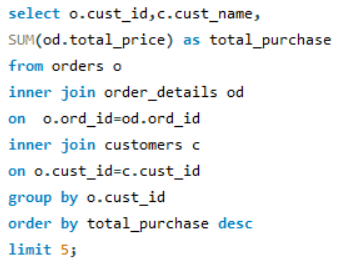 select o.cust_id,c.cust_name,
SUM(od.total_price) as total_purchase
from orders o
inner join order_details od
on  o.ord_id=od.ord_id
inner join customers c
on o.cust_id=c.cust_id
group by o.cust_id
order by total_purchase desc
limit 5;